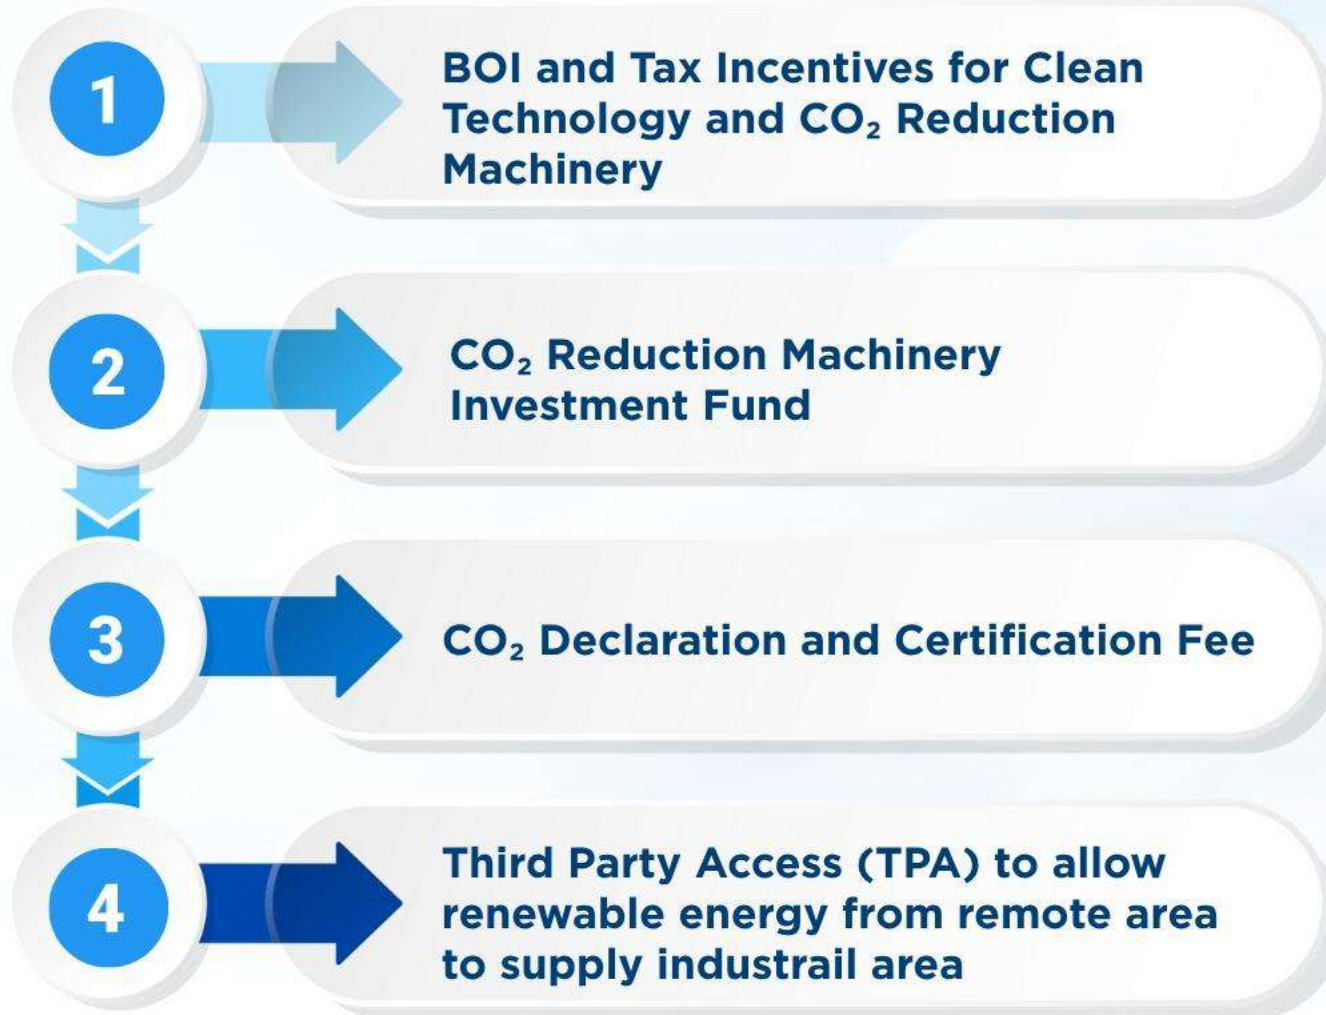 1
BOI and Tax Incentives for Clean
Technology and CO₂ Reduction
Machinery
2
CO₂ Reduction Machinery
Investment Fund
3
CO₂ Declaration and Certification Fee
4
Third Party Access (TPA) to allow
renewable energy from remote area
to supply industrail area